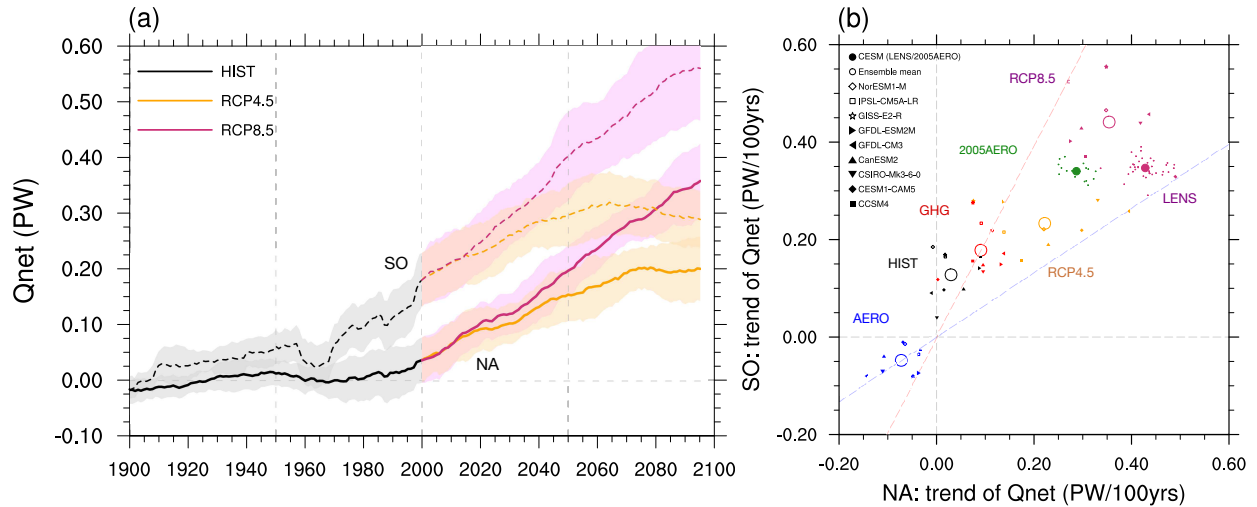 (a)
Qnet (PW)
0.60
0.50
0.40
0.30
0.20
0.10
0.00
-0.10
HIST
RCP4.5
RCP8.5
SO
NA
1900 1920 1940 1960 1980 2000 2020 2040 2060 2080 2100
(b)
SO: trend of Qnet (PW/100yrs)
0.60
0.40
0.20
0.00
-0.20
CESM (LENS/2005AERO)
Ensemble mean
NorESM1-M
IPSL-CM5A-LR
GISS-E2-R
GFDL-ESM2M
GFDL-CM3
CanESM2
CSIRO-Mk3-6-0
CESM1-CAM5
CCSM4
RCP8.5
2005AERO
LENS
GHG
HIST
RCP4.5
AERO
-0.20 0.00 0.20 0.40 0.60
NA: trend of Qnet (PW/100yrs)